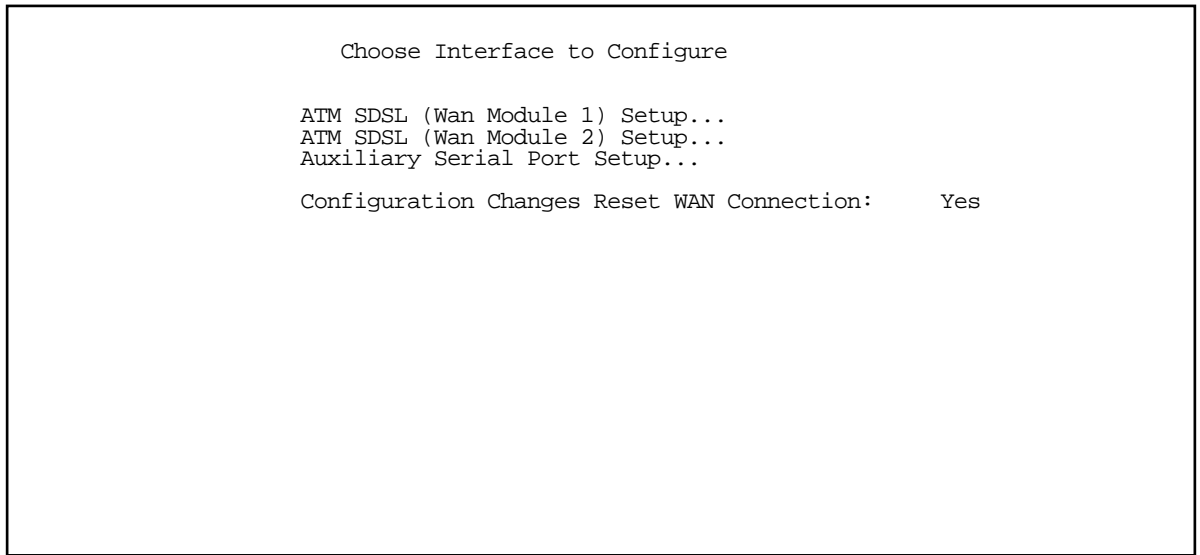 Choose Interface to Configure
ATM SDSL (Wan Module 1) Setup...
ATM SDSL (Wan Module 2) Setup...
Auxiliary Serial Port Setup...
Configuration Changes Reset WAN Connection: Yes